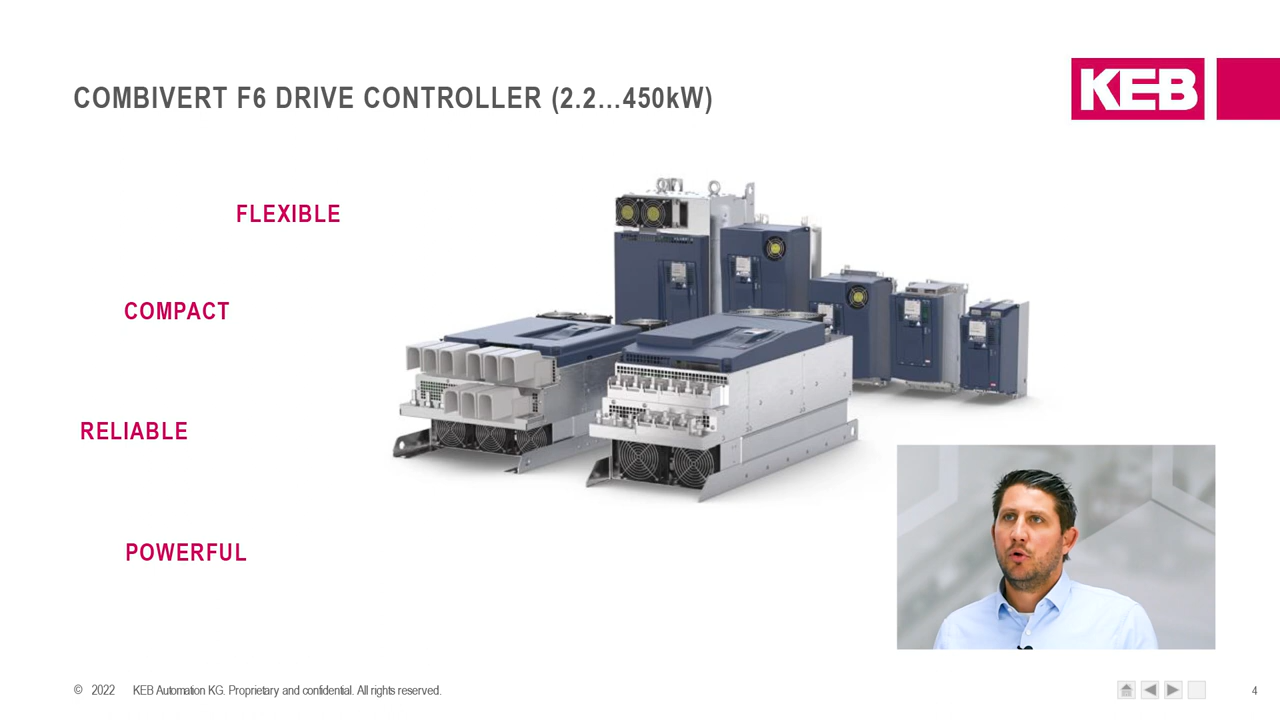 COMBIVERT F6 DRIVE CONTROLLER (2.2...450kW)
KEB
FLEXIBLE
COMPACT
RELIABLE
POWERFUL
© 2022 KEB Automation KG. Proprietary and confidential. All rights reserved.
4